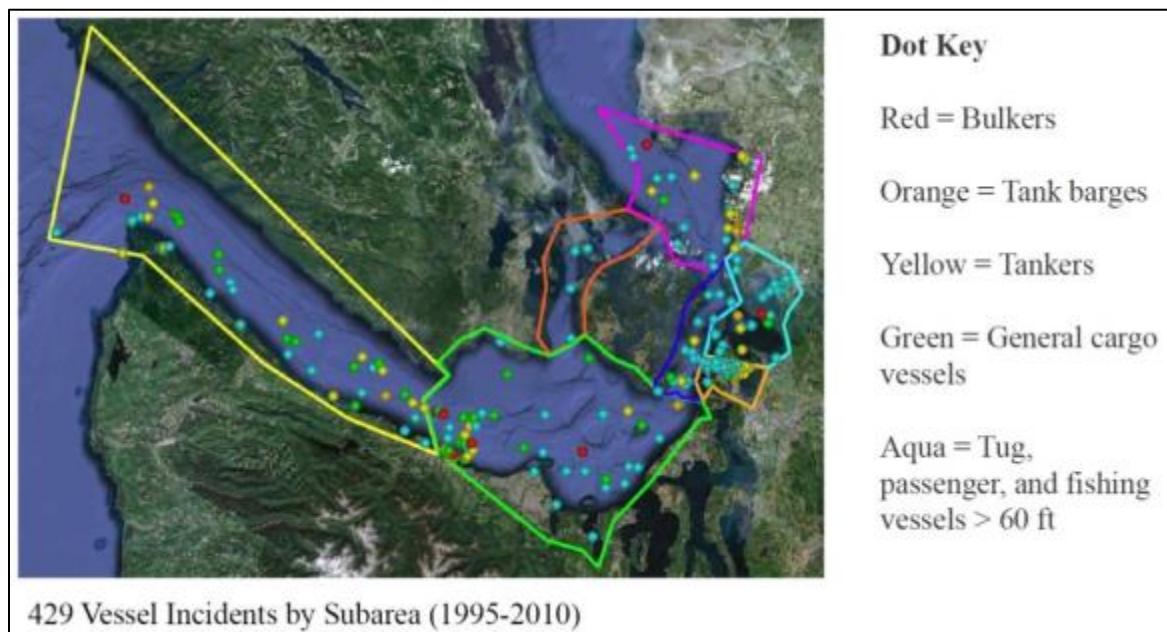 Dot Key
Red = Bulkers
Orange = Tank barges
Yellow = Tankers
Green = General cargo
vessels
Aqua = Tug,
passenger, and fishing
vessels > 60 ft
429 Vessel Incidents by Subarea (1995-2010)